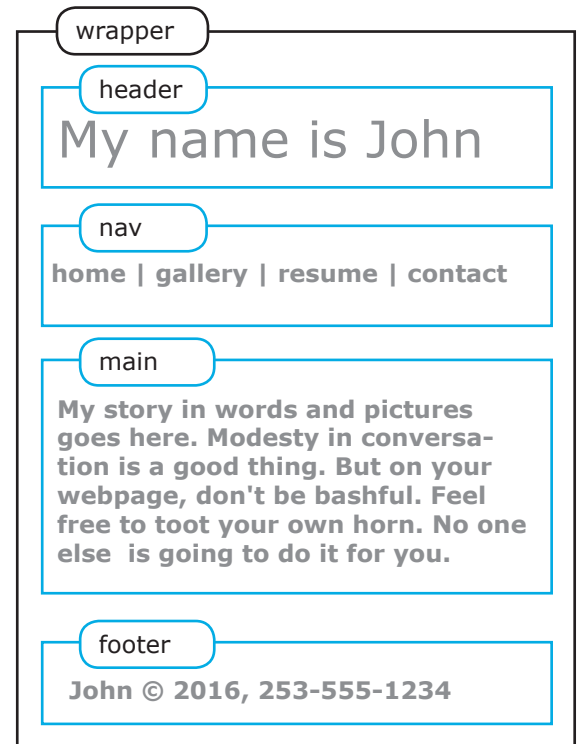 wrapper
header
My name is John
nav
home | gallery | resume | contact
main
My story in words and pictures
goes here. Modesty in conversa-
tion is a good thing. But on your
webpage, don't be bashful. Feel
free to toot your own horn. No one
else  is going to do it for you.
footer
John © 2016, 253-555-1234